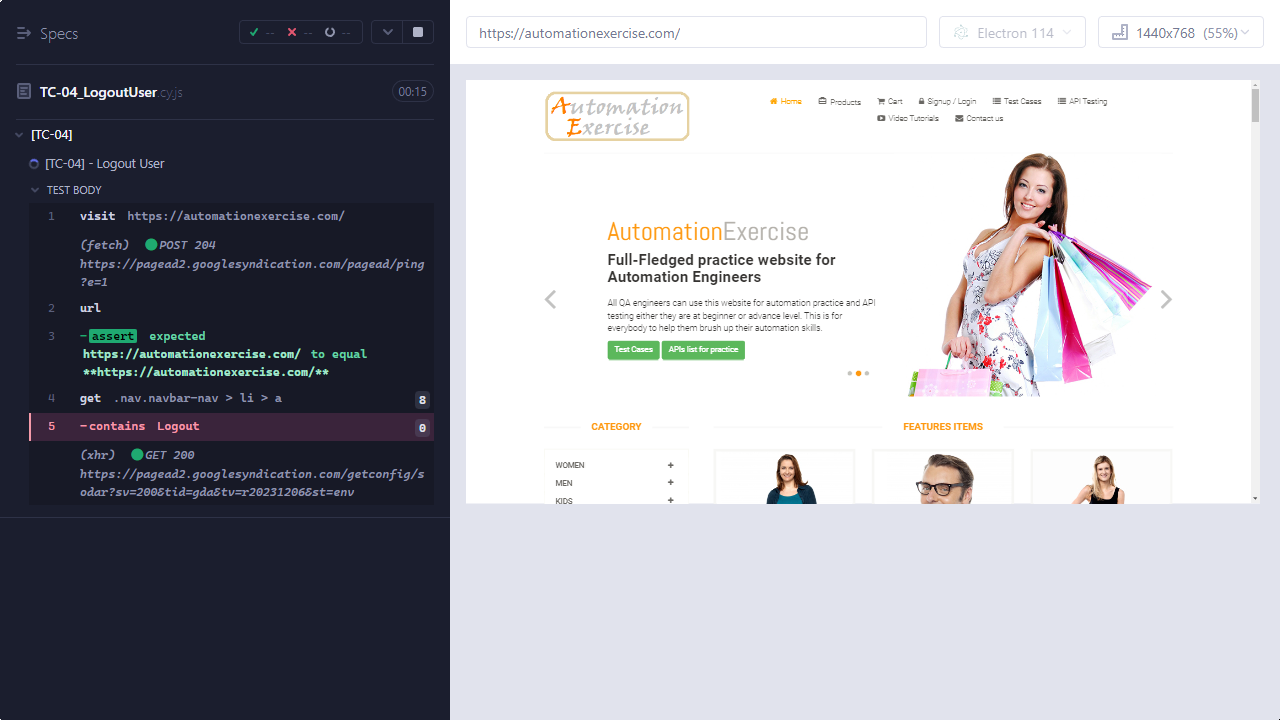 Specs
-- -- --
TC-04_LogoutUser.cy.js
00:15
[TC-04]
[TC-04] - Logout User
TEST BODY
1 visit https://automationexercise.com/
(fetch) POST 204
https://pagead2.googlesyndication.com/pagead/ping
?e=1
2 url
3 -assert expected
https://automationexercise.com/ to equal
**https://automationexercise.com/**
4 get .nav.navbar-nav > li > a 8
5 -contains Logout 0
(xhr) GET 200
https://pagead2.googlesyndication.com/getconfig/s
odar?sv=200&tid=gda&tv=r20231206&st=env
https://automationexercise.com/
Electron 114
1440x768 (55%)
Automation
Exercise
Home Products Cart Signup / Login Test Cases API Testing
Video Tutorials Contact us
AutomationExercise
Full-Fledged practice website for
Automation Engineers
All QA engineers can use this website for automation practice and API
testing either they are at beginner or advance level. This is for
everybody to help them brush up their automation skills.
Test Cases APIs list for practice
CATEGORY
FEATURES ITEMS
WOMEN +
MEN +
KIDS +